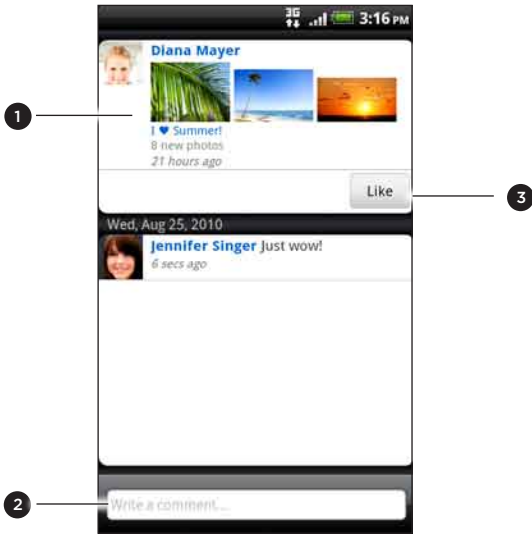 3G 3:16 PM
Diana Mayer
I ♥ Summer!
8 new photos
21 hours ago
1
Like
3
Wed, Aug 25, 2010
Jennifer Singer Just wow!
6 secs ago
2
Write a comment...